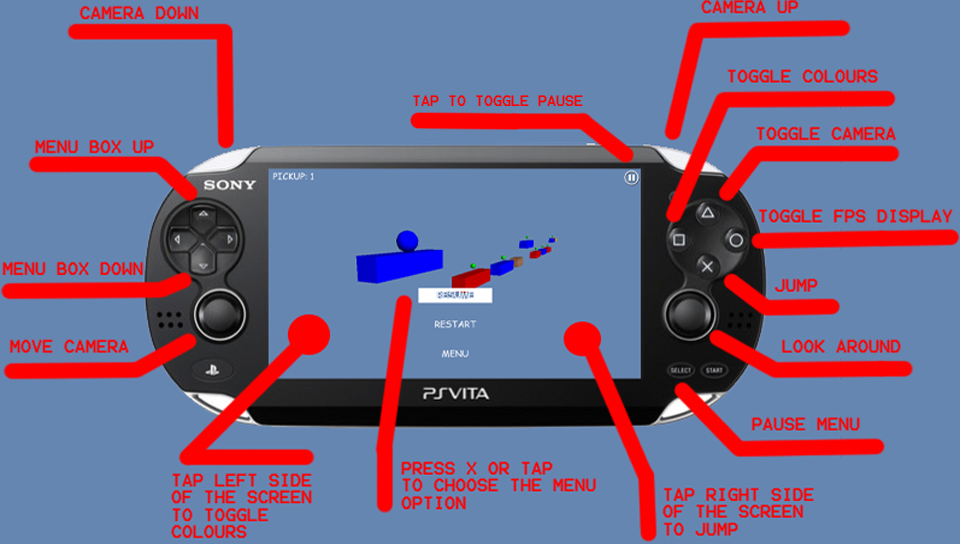 CAMERA DOWN
CAMERA UP
TOGGLE COLOURS
TAP TO TOGGLE PAUSE
TOGGLE CAMERA
MENU BOX UP
SONY
PICKUP: 1
TOGGLE FPS DISPLAY
MENU BOX DOWN
JUMP
RESTART
MOVE CAMERA
LOOK AROUND
MENU
SELECT
START
PSVITA
PAUSE MENU
TAP LEFT SIDE
OF THE SCREEN
TO TOGGLE
COLOURS
PRESS X OR TAP
TO CHOOSE THE MENU
OPTION
TAP RIGHT SIDE
OF THE SCREEN
TO JUMP